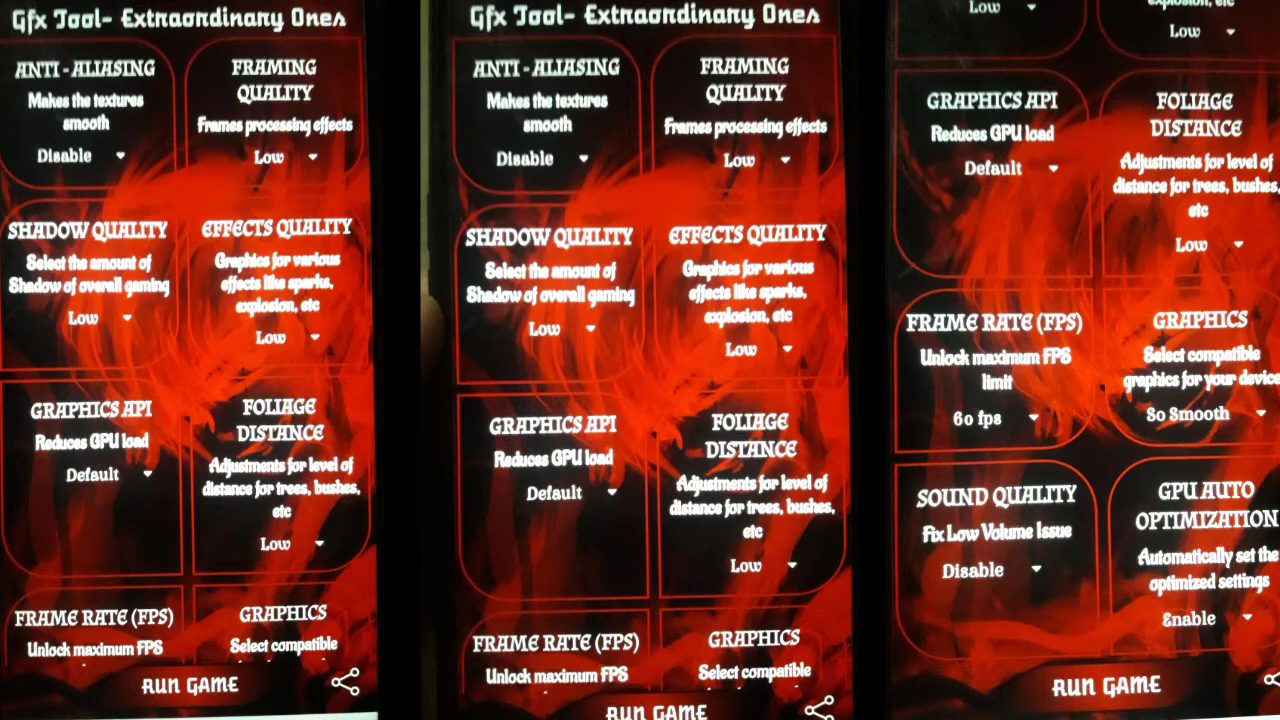 Gfx Tool- Extraordinary Ones
ANTI - ALIASING
Makes the textures
smooth
Disable
FRAMING
QUALITY
Frames processing effects
Low
SHADOW QUALITY
Select the amount of
Shadow of overall gaming
Low
EFFECTS QUALITY
Graphics for various
effects like sparks,
explosion, etc
Low
GRAPHICS API
Reduces GPU load
Default
FOLIAGE
DISTANCE
Adjustments for level of
distance for trees, bushes,
etc
Low
FRAME RATE (FPS)
Unlock maximum FPS
GRAPHICS
Select compatible
RUN GAME
Gfx Tool- Extraordinary Ones
ANTI - ALIASING
Makes the textures
smooth
Disable
FRAMING
QUALITY
Frames processing effects
Low
SHADOW QUALITY
Select the amount of
Shadow of overall gaming
Low
EFFECTS QUALITY
Graphics for various
effects like sparks,
explosion, etc
Low
GRAPHICS API
Reduces GPU load
Default
FOLIAGE
DISTANCE
Adjustments for level of
distance for trees, bushes,
etc
Low
FRAME RATE (FPS)
Unlock maximum FPS
GRAPHICS
Select compatible
RUN GAME
Low
explosion, etc
Low
GRAPHICS API
Reduces GPU load
Default
FOLIAGE
DISTANCE
Adjustments for level of
distance for trees, bushes,
etc
Low
FRAME RATE (FPS)
Unlock maximum FPS
limit
60 fps
GRAPHICS
Select compatible
graphics for your device
So Smooth
SOUND QUALITY
Fix Low Volume Issue
Disable
GPU AUTO
OPTIMIZATION
Automatically set the
optimized settings
Enable
RUN GAME